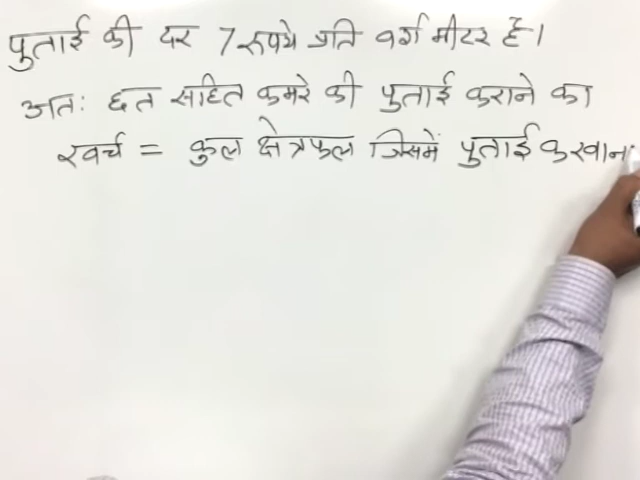 पुताई की दर 7 रूपये प्रति वर्ग मीटर है।
अतः छत सहित कमरे की पुताई कराने का
खर्च = कुल क्षेत्रफल जिसमें पुताई करवान